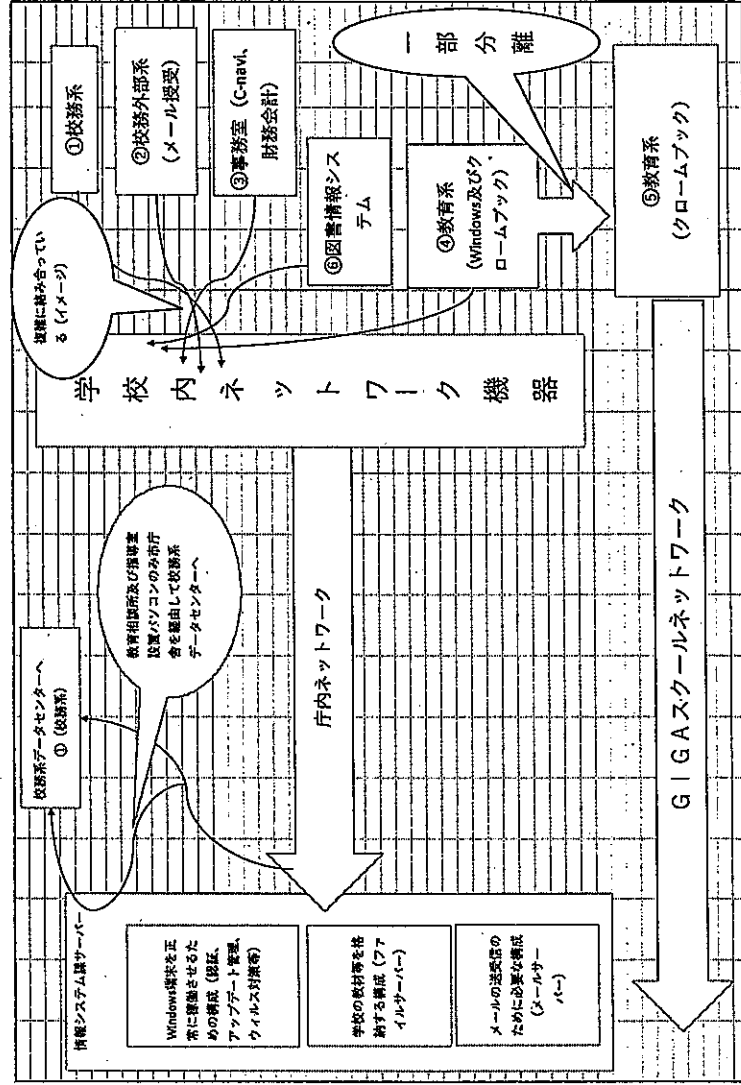 ①校務系
②校務外部系
(メール授受)
③事務室(C-navi、
財務会計)
⑥図書情報シス
テム
④教育系
(Windows及びク
ロームブック)
一部分離
⑤教育系
(クロームブック)
複雑に絡み合ってい
る(イメージ)
学校内ネットワーク機器
教育相談所及び指導室
設置パソコンのみ市庁
舎を経由して校務系
データセンターへ
校務系データセンターへ
①(校務系)
庁内ネットワーク
GIGAスクールネットワーク
情報システム課サーバー
Windows端末を正
常に稼働させるた
めの構成(認証、
アップデート管理、
ウィルス対策等)
学校の教材等を格
納する構成(ファ
イルサーバー)
メールの送受信の
ために必要な構成
(メールサー
バー)